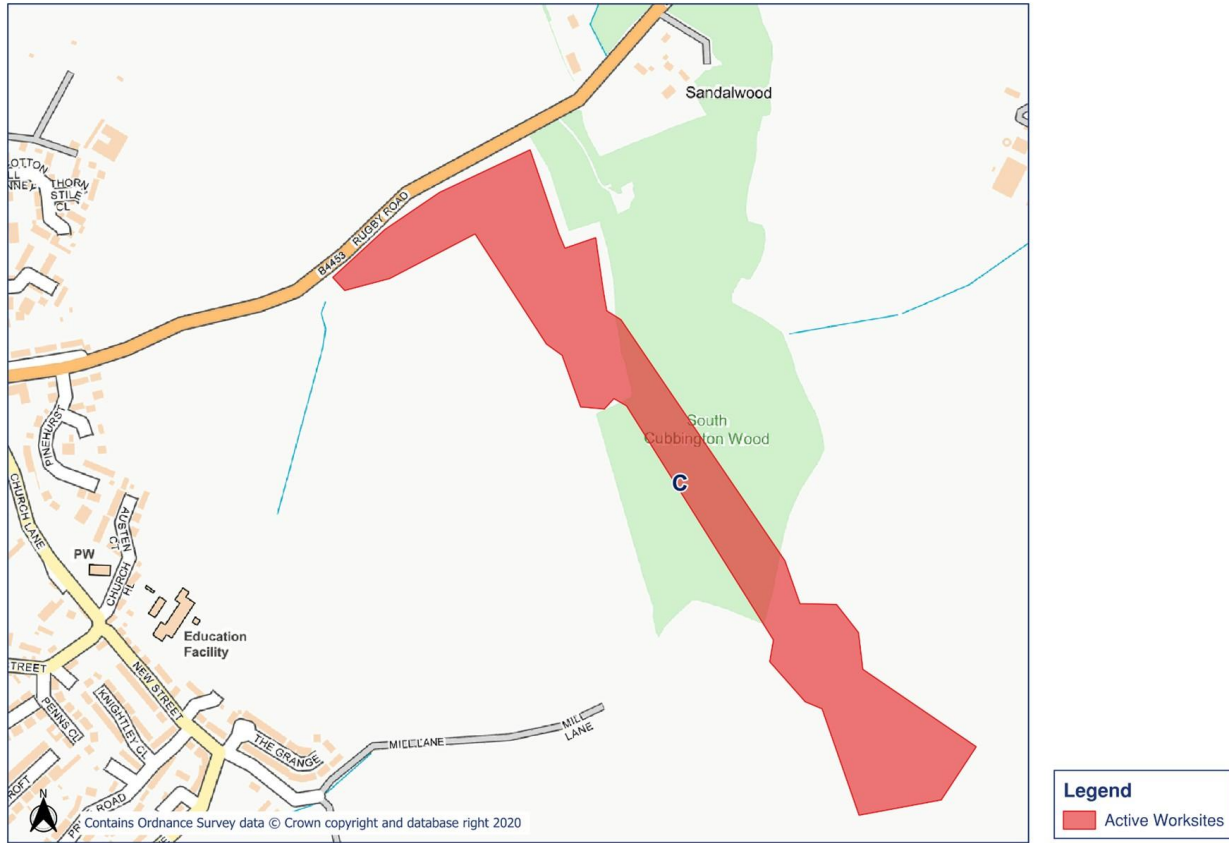 Sandalwood
OTTON
THORN
STILE
CL
B4453 RUGBY ROAD
PINEHURST
South
Cubbington Wood
C
CHURCH LANE
AUSTEN
CT
PW
CHURCH
HL
Education
Facility
STREET
NEW STREET
PENNS CL
KNIGHTLEY CL
THE GRANGE
MILL LANE
MILL
LANE
CROFT
ROAD
N
Contains Ordnance Survey data © Crown copyright and database right 2020
Legend
Active Worksites